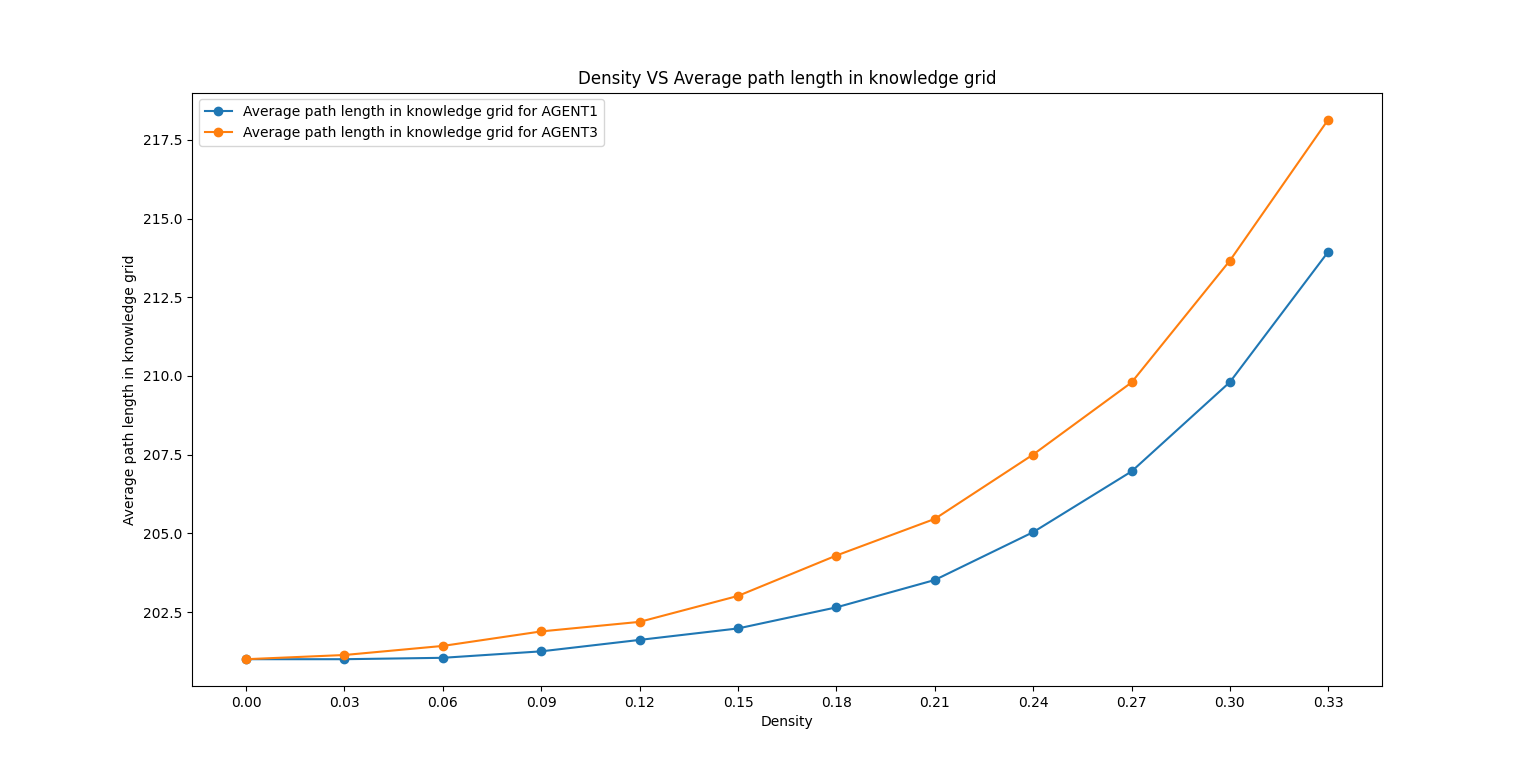 Density VS Average path length in knowledge grid
Average path length in knowledge grid for AGENT1
Average path length in knowledge grid for AGENT3
Average path length in knowledge grid
217.5
215.0
212.5
210.0
207.5
205.0
202.5
0.00 0.03 0.06 0.09 0.12 0.15 0.18 0.21 0.24 0.27 0.30 0.33
Density